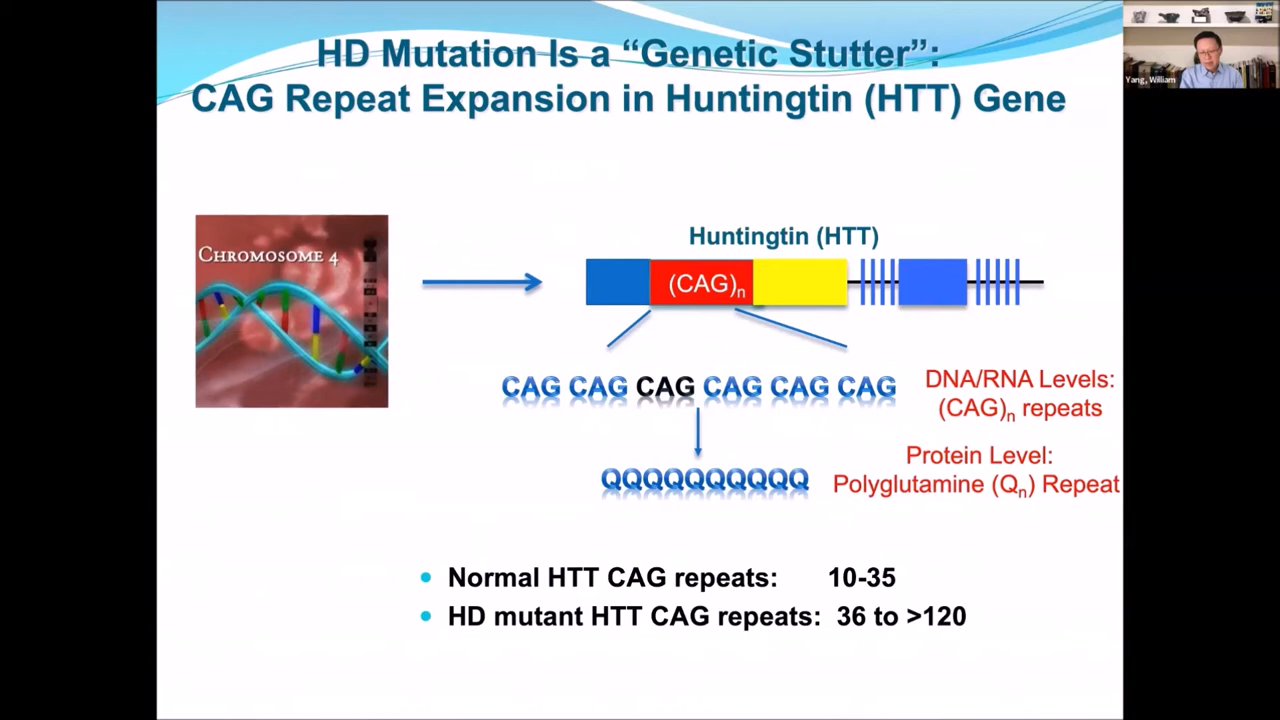 HD Mutation Is a “Genetic Stutter”:
CAG Repeat Expansion in Huntingtin (HTT) Gene
Yang, William
CHROMOSOME 4
Huntingtin (HTT)
(CAG)n
CAG CAG CAG CAG CAG CAG
DNA/RNA Levels:
(CAG)n repeats
QQQQQQQQQQ
Protein Level:
Polyglutamine (Qn) Repeat
Normal HTT CAG repeats: 10-35
HD mutant HTT CAG repeats: 36 to >120